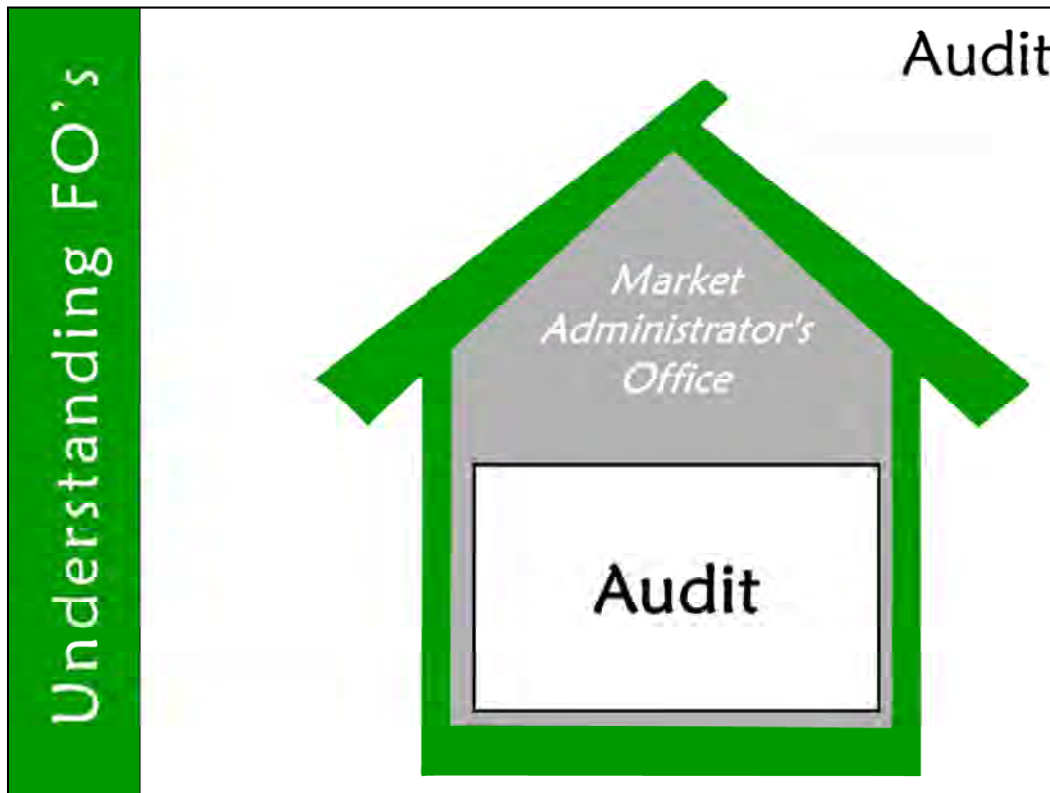 Understanding FO's
Audit
Market
Administrator's
Office
Audit